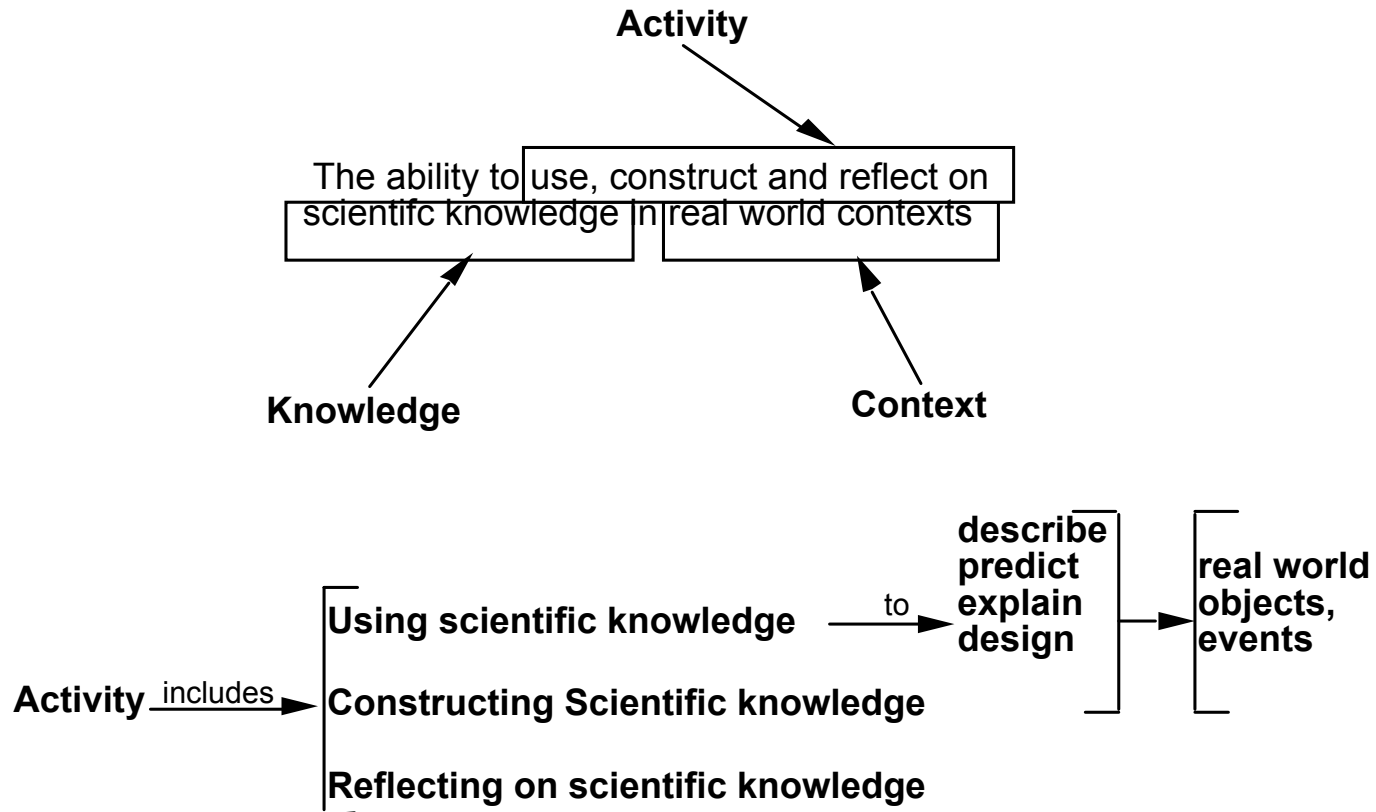 Activity
The ability to use, construct and reflect on
scientifc knowledge in real world contexts
Knowledge
Context
describe
predict
explain
design
real world
objects,
events
Using scientific knowledge
to
Activity
includes
Constructing Scientific knowledge
Reflecting on scientific knowledge